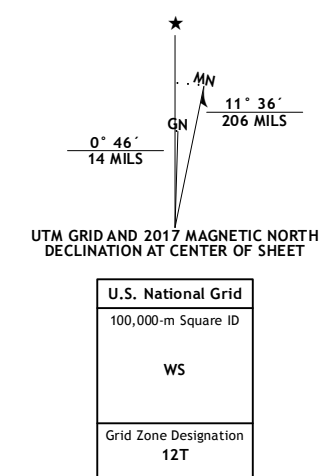 ★
MN
11° 36´
206 MILS
GN
0° 46´
14 MILS
UTM GRID AND 2017 MAGNETIC NORTH
DECLINATION AT CENTER OF SHEET
U.S. National Grid
100,000-m Square ID
WS
Grid Zone Designation
12T